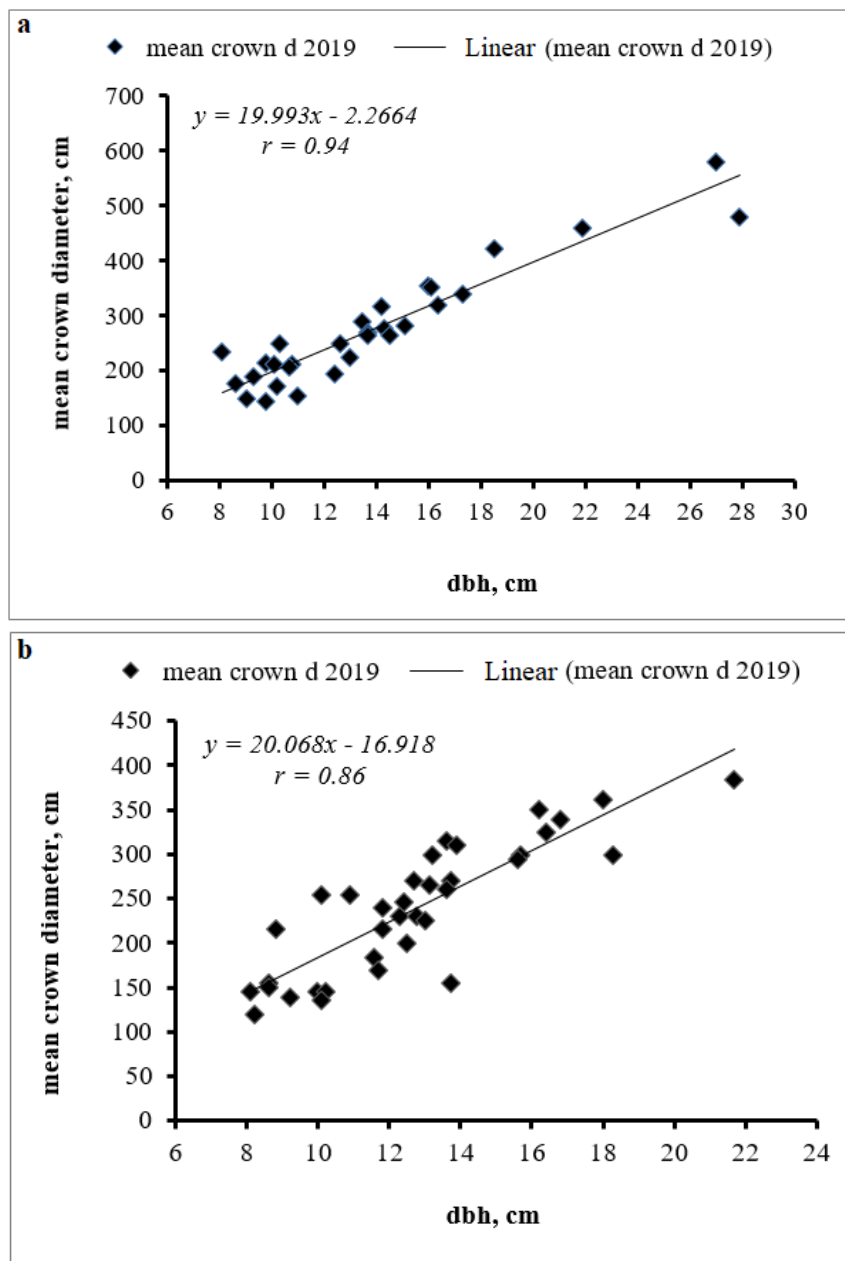 a
mean crown d 2019 Linear (mean crown d 2019)
y = 19.993x - 2.2664
r = 0.94
mean crown diameter, cm
700
600
500
400
300
200
100
0
6 8 10 12 14 16 18 20 22 24 26 28 30
dbh, cm
b
mean crown d 2019 Linear (mean crown d 2019)
y = 20.068x - 16.918
r = 0.86
mean crown diameter, cm
450
400
350
300
250
200
150
100
50
0
6 8 10 12 14 16 18 20 22 24
dbh, cm